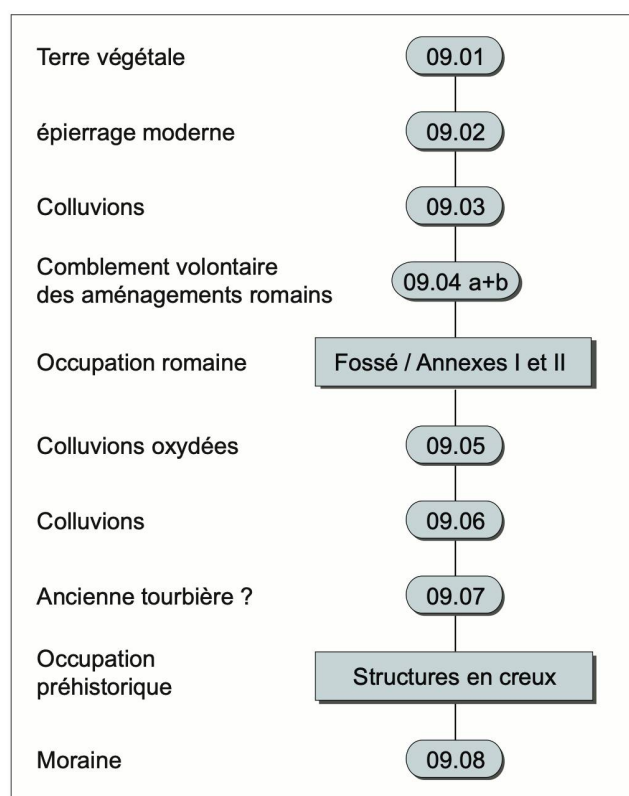 Terre végétale 09.01
épierrage moderne 09.02
Colluvions 09.03
Comblement volontaire
des aménagements romains 09.04 a+b
Occupation romaine Fossé / Annexes I et II
Colluvions oxydées 09.05
Colluvions 09.06
Ancienne tourbière ? 09.07
Occupation
préhistorique Structures en creux
Moraine 09.08